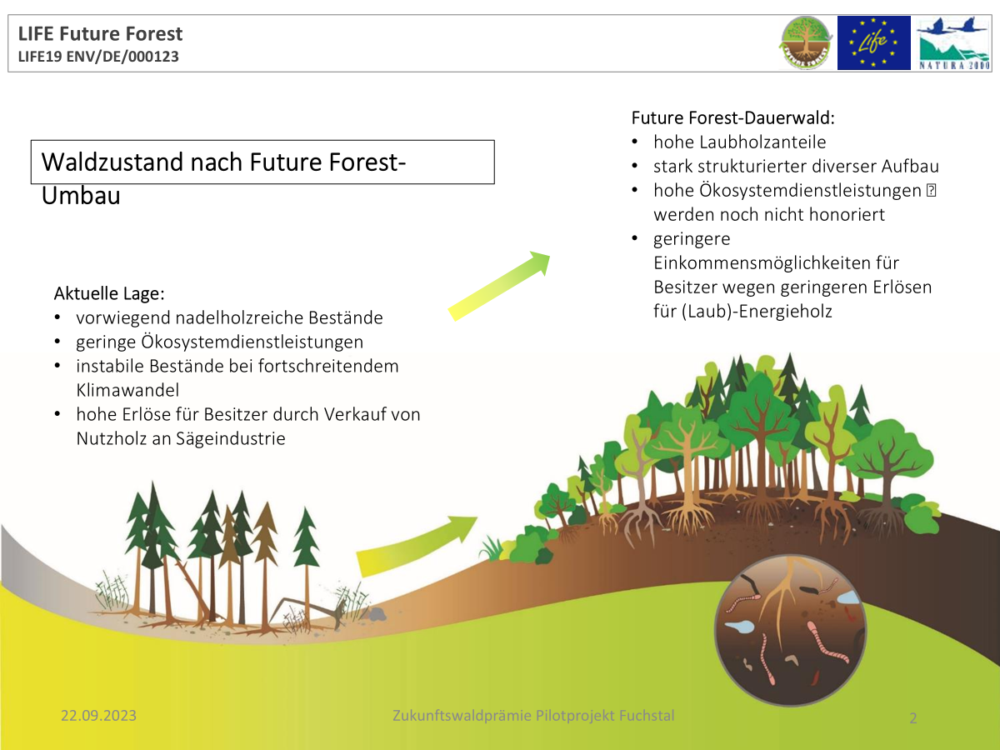 LIFE Future Forest
LIFE19 ENV/DE/000123
FUTURE FOREST
Life
NATURA 2000
Waldzustand nach Future Forest-
Umbau
Future Forest-Dauerwald:
• hohe Laubholzanteile
• stark strukturierter diverser Aufbau
• hohe Ökosystemdienstleistungen ⍰
werden noch nicht honoriert
• geringere
Einkommensmöglichkeiten für
Besitzer wegen geringeren Erlösen
für (Laub)-Energieholz
Aktuelle Lage:
• vorwiegend nadelholzreiche Bestände
• geringe Ökosystemdienstleistungen
• instabile Bestände bei fortschreitendem
Klimawandel
• hohe Erlöse für Besitzer durch Verkauf von
Nutzholz an Sägeindustrie
22.09.2023
Zukunftswaldprämie Pilotprojekt Fuchstal
2